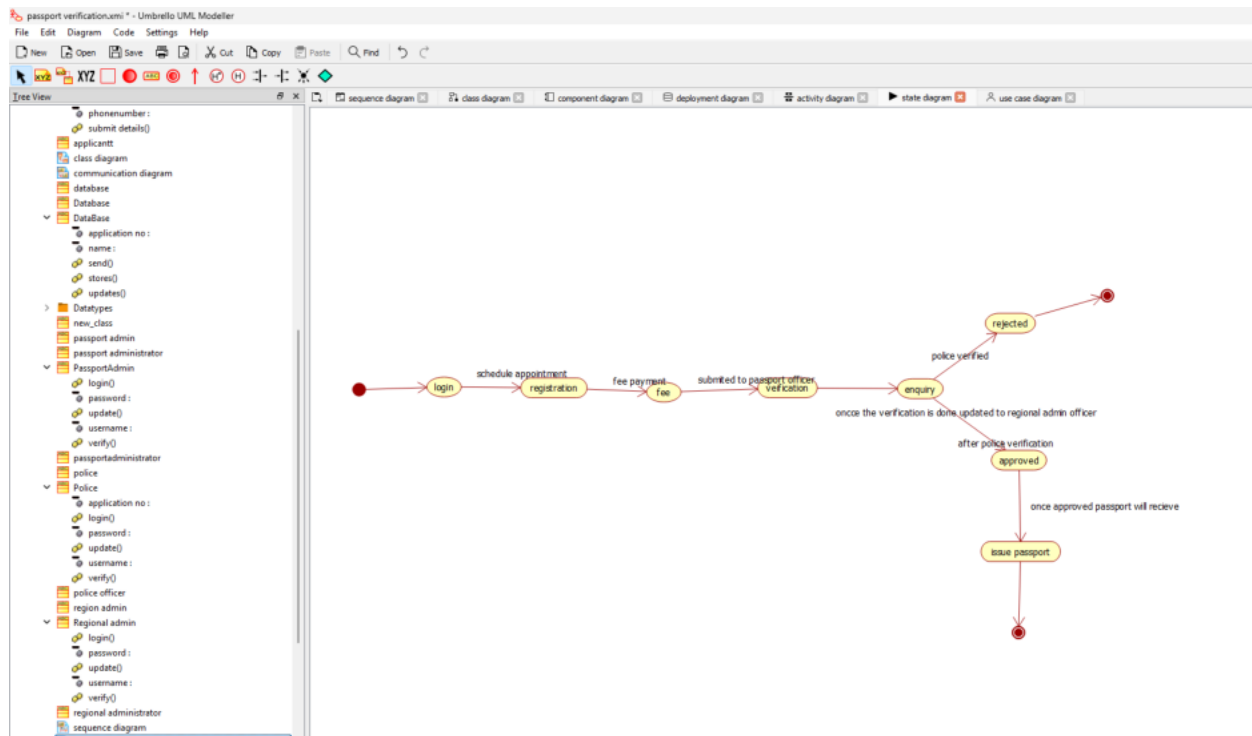 passport verification.xmi * - Umbrello UML Modeller
File Edit Diagram Code Settings Help
New Open Save Cut Copy Paste Find
XYZ XYZ ABC H* H
Tree View
sequence diagram class diagram component diagram deployment diagram activity diagram state diagram use case diagram
phonenumber :
submit details()
applicantt
class diagram
communication diagram
database
Database
DataBase
application no :
name :
send()
stores()
updates()
Datatypes
new_class
passport admin
passport administrator
PassportAdmin
login()
password :
update()
username :
verify()
passportadministrator
police
Police
application no :
login()
password :
update()
username :
verify()
police officer
region admin
Regional admin
login()
password :
update()
username :
verify()
regional administrator
sequence diagram
rejected
police verified
schedule appointment
fee payment
submited to passport officer
login
registration
fee
vefication
enquiry
oncce the verification is done updated to regional admin officer
after police verification
approved
once approved passport will recieve
issue passport